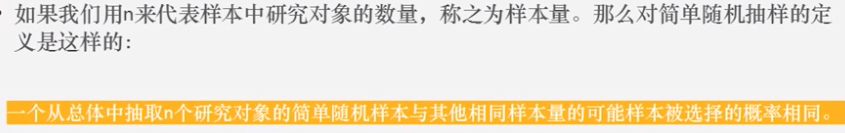 • 如果我们用n来代表样本中研究对象的数量，称之为样本量。那么对简单随机抽样的定
义是这样的：
一个从总体中抽取n个研究对象的简单随机样本与其他相同样本量的可能样本被选择的概率相同。